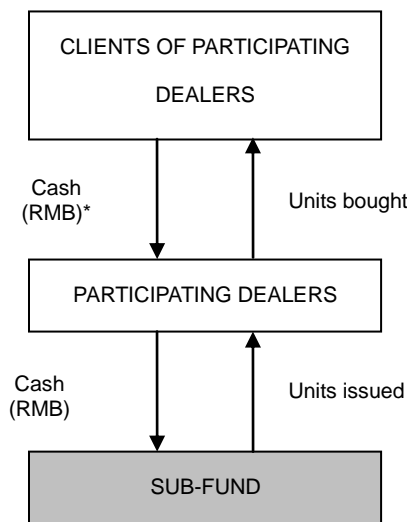 CLIENTS OF PARTICIPATING
DEALERS
Cash
(RMB)*
Units bought
PARTICIPATING DEALERS
Cash
(RMB)
Units issued
SUB-FUND